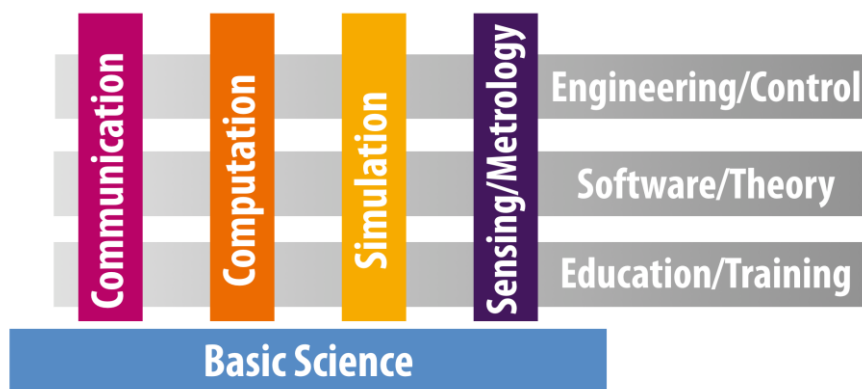 Communication
Computation
Simulation
Sensing/Metrology
Engineering/Control
Software/Theory
Education/Training
Basic Science